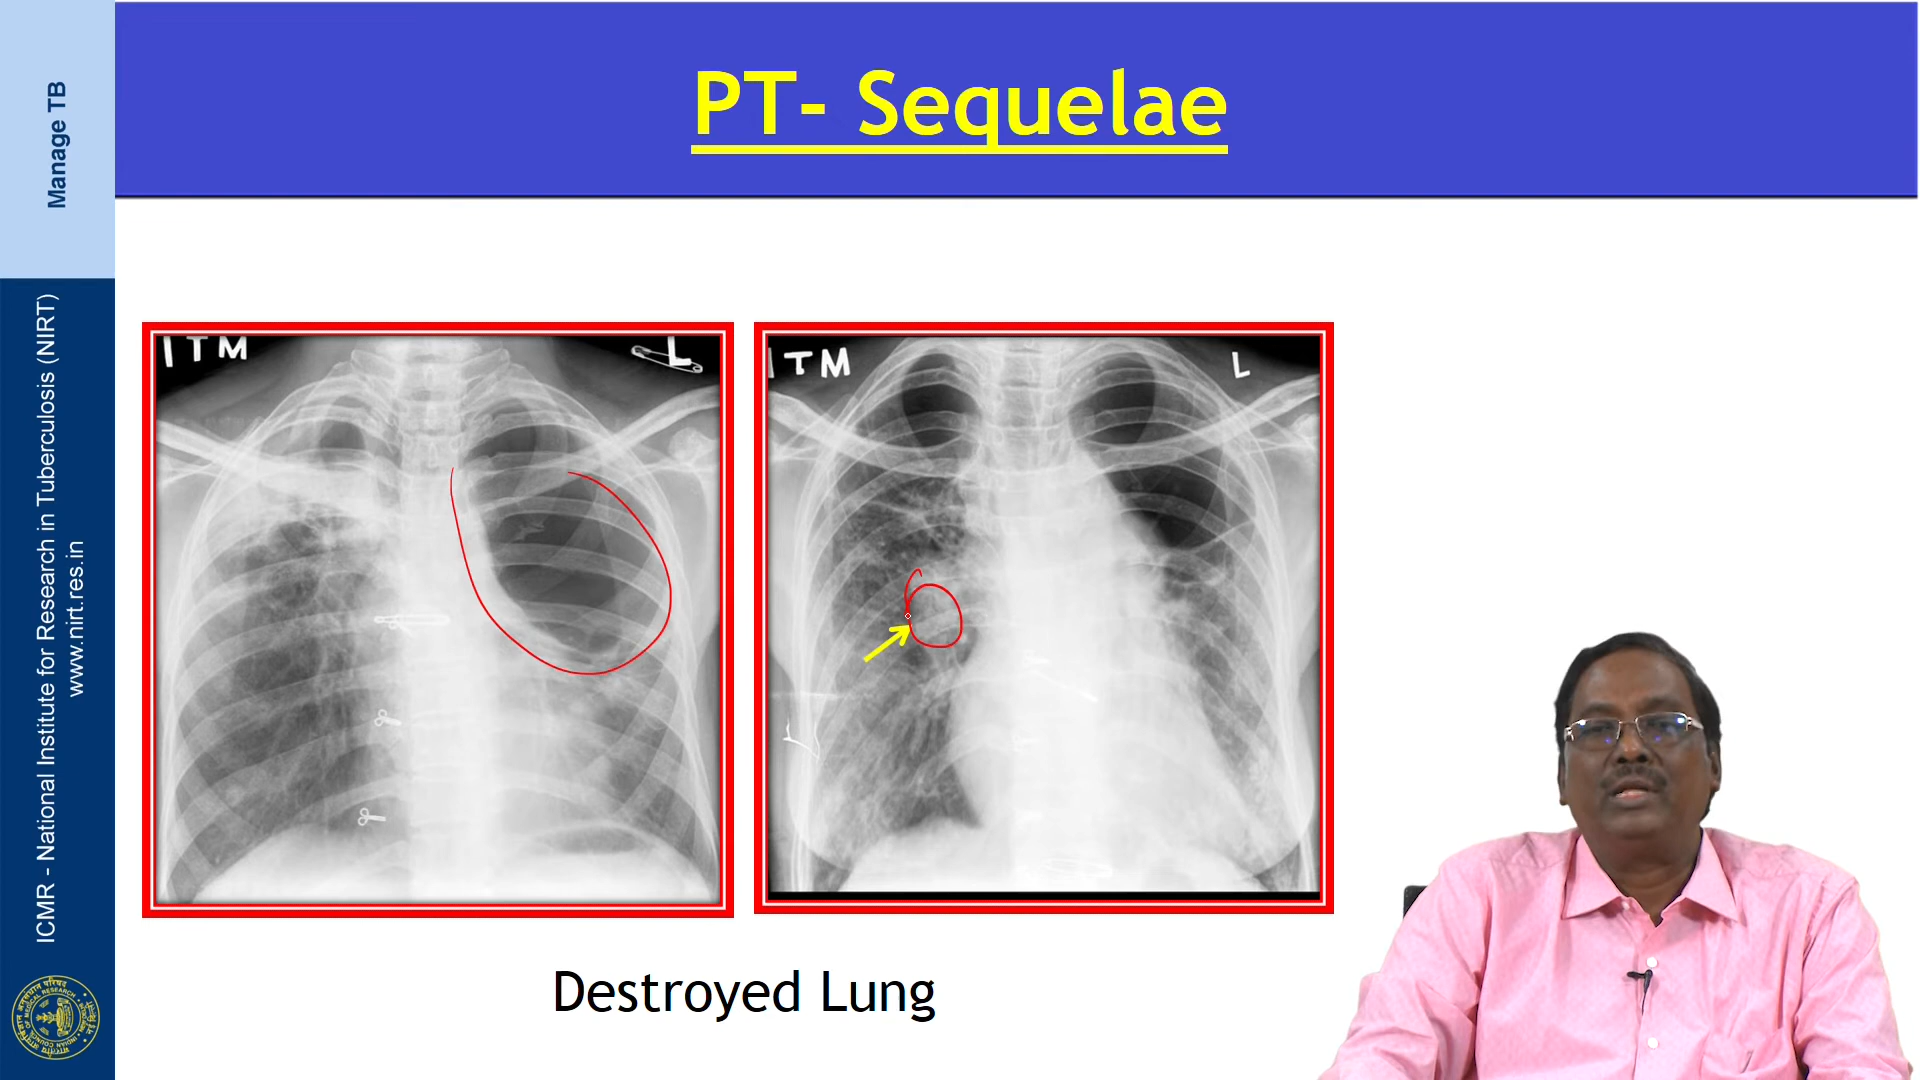 PT- Sequelae
Manage TB
ICMR - National Institute for Research in Tuberculosis (NIRT)
www.nirt.res.in
ITM
L
ITM
L
Destroyed Lung